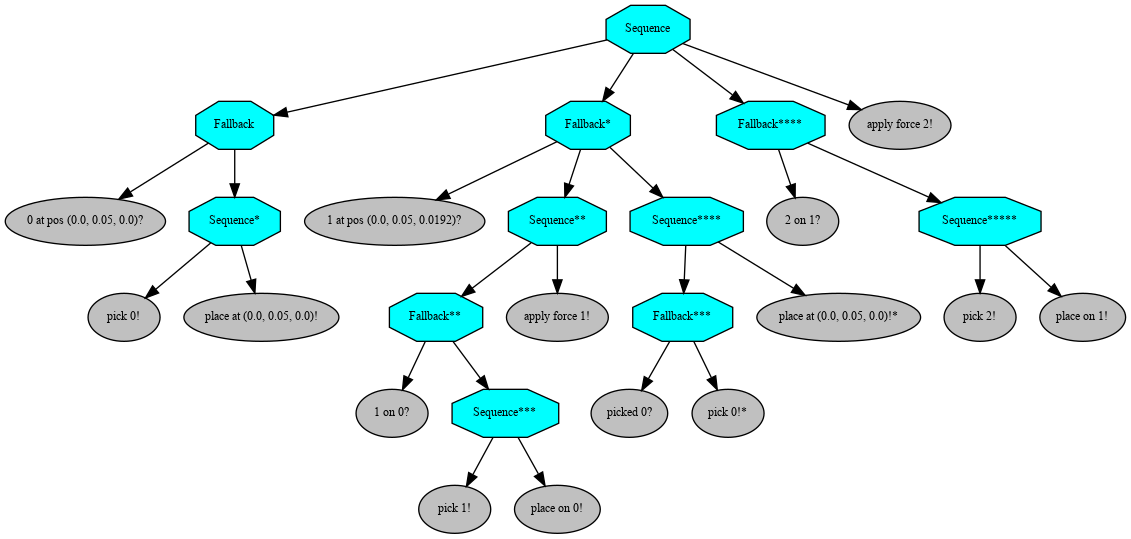 Sequence
Fallback
Fallback*
Fallback****
apply force 2!
0 at pos (0.0, 0.05, 0.0)?
Sequence*
1 at pos (0.0, 0.05, 0.0192)?
Sequence**
Sequence****
2 on 1?
Sequence*****
pick 0!
place at (0.0, 0.05, 0.0)!
Fallback**
apply force 1!
Fallback***
place at (0.0, 0.05, 0.0)!*
pick 2!
place on 1!
1 on 0?
Sequence***
picked 0?
pick 0!*
pick 1!
place on 0!